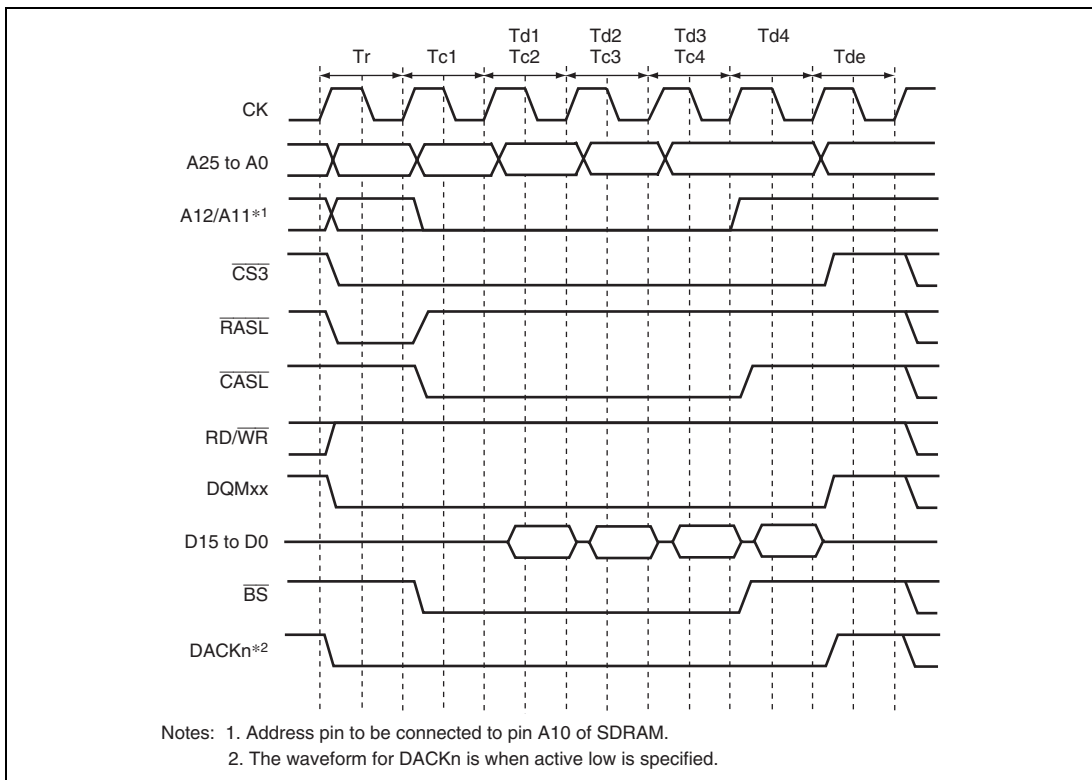 Td1 Td2 Td3 Td4
Tr Tc1 Tc2 Tc3 Tc4 Tde
CK
A25 to A0
A12/A11*1
CS3
RASL
CASL
RD/WR
DQMxx
D15 to D0
BS
DACKn*2
Notes: 1. Address pin to be connected to pin A10 of SDRAM.
2. The waveform for DACKn is when active low is specified.